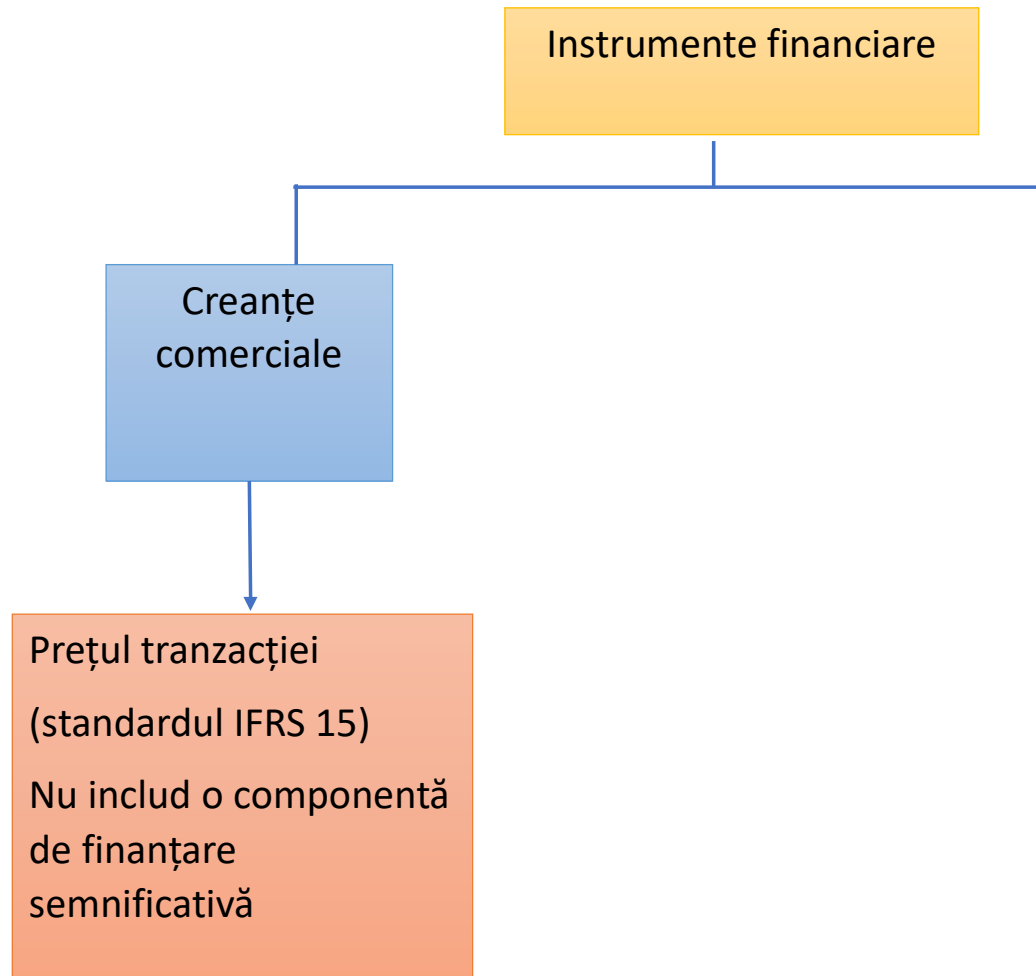 Instrumente financiare
Creanțe
comerciale
Prețul tranzacției
(standardul IFRS 15)
Nu includ o componentă
de finanțare
semnificativă